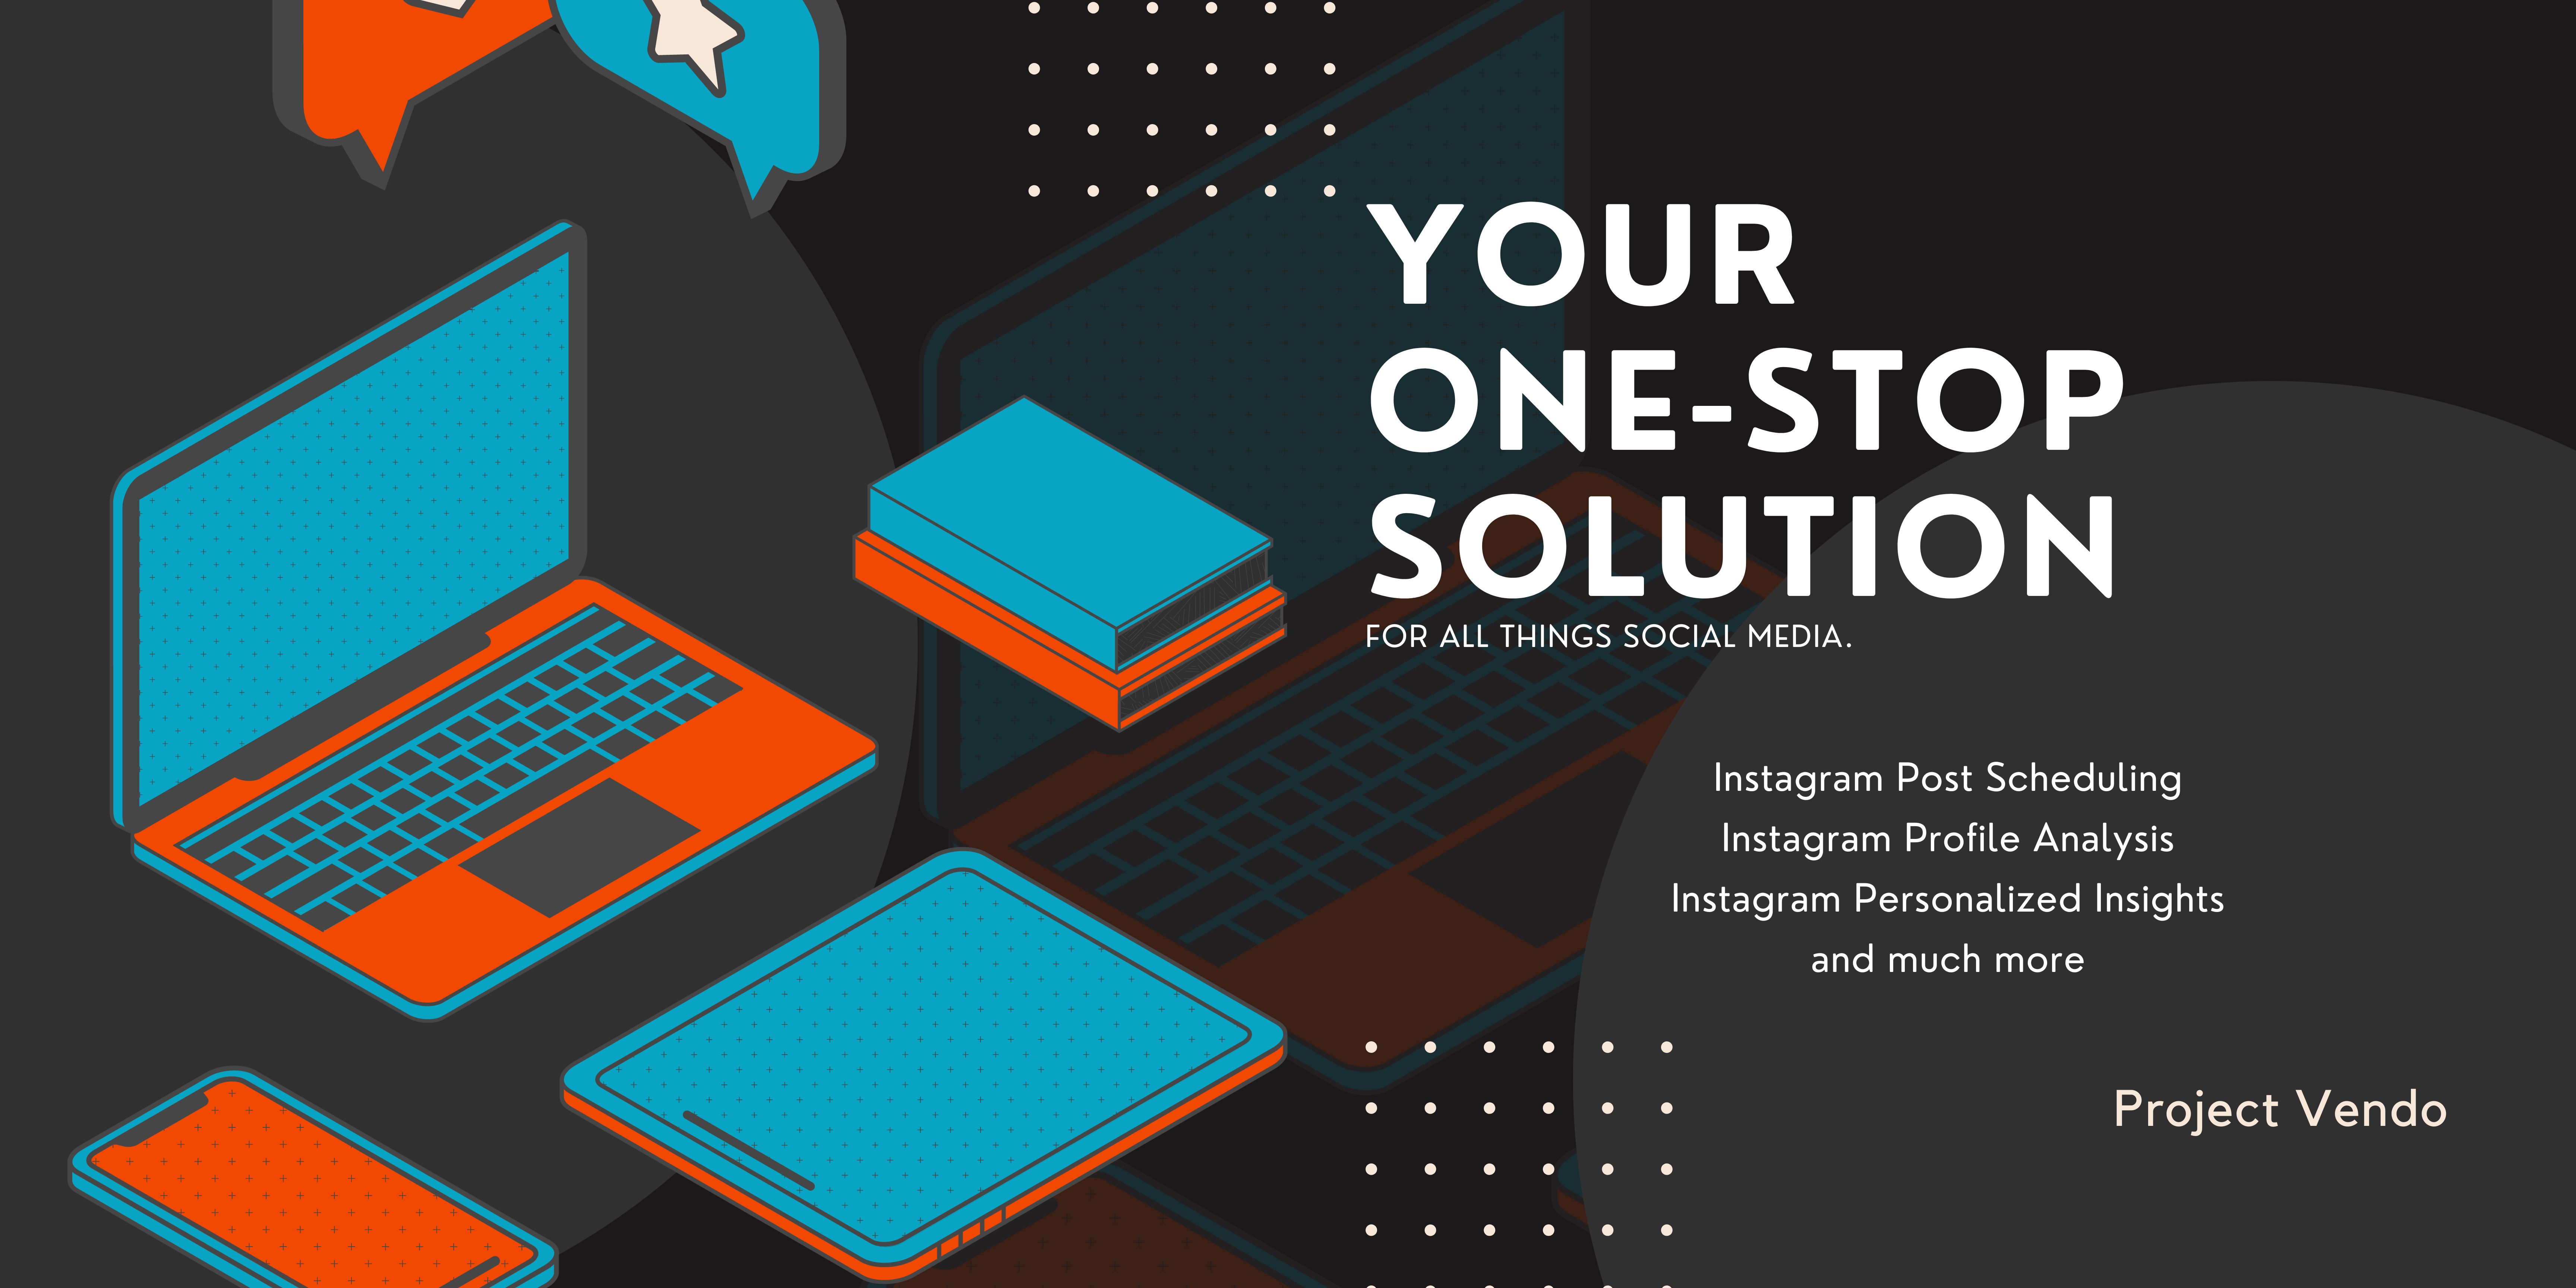 YOUR
ONE-STOP
SOLUTION
FOR ALL THINGS SOCIAL MEDIA.
Instagram Post Scheduling
Instagram Profile Analysis
Instagram Personalized Insights
and much more
Project Vendo